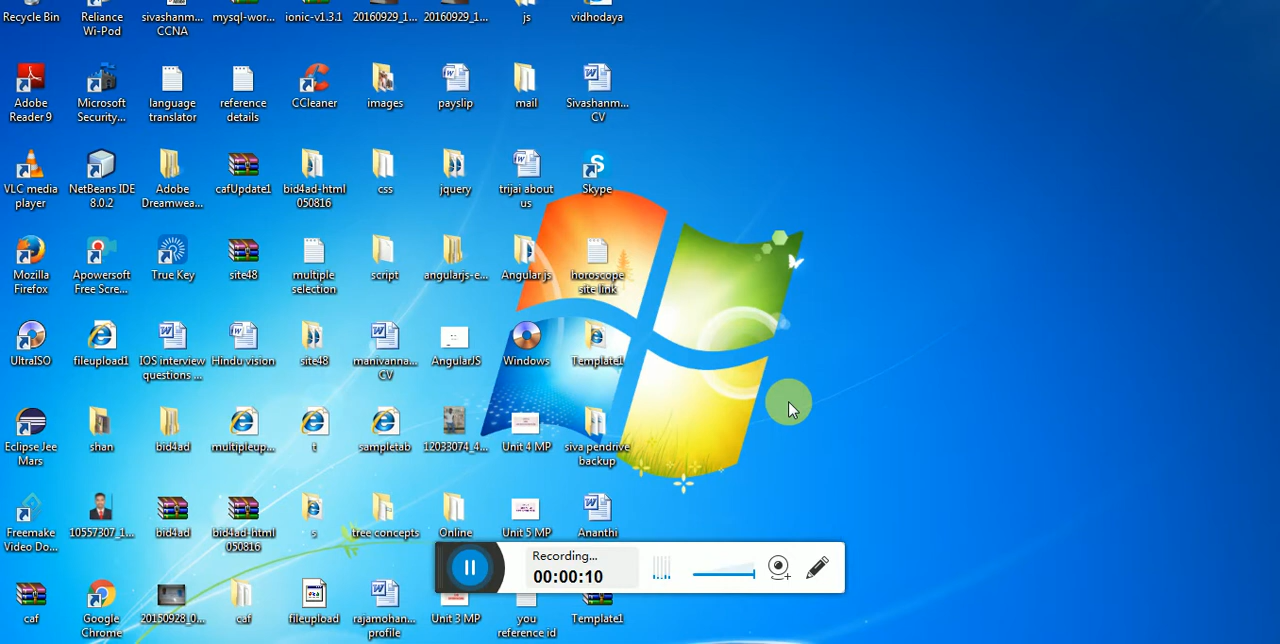 Recycle Bin
Reliance
Wi-Pod
sivashanm...
CCNA
mysql-wor...
ionic-v1.3.1
20160929_1...
20160929_1...
js
vidhodaya
Adobe
Reader 9
Microsoft
Security...
language
translator
reference
details
CCleaner
images
payslip
mail
Sivashanm...
CV
VLC media
player
NetBeans IDE
8.0.2
Adobe
Dreamwea...
cafUpdate1
bid4ad-html
050816
css
jquery
trijai about
us
Skype
Mozilla
Firefox
Apowersoft
Free Scre...
True Key
site48
multiple
selection
script
angularjs-e...
Angular js
horoscope
site link
UltraISO
fileupload1
IOS interview
questions ...
Hindu vision
site48
manivanna...
CV
AngularJS
Windows
Template1
Eclipse Jee
Mars
shan
bid4ad
multipleup...
t
sampletab
12033074_4...
Unit 4 MP
siva pendrive
backup
Freemake
Video Do...
10557307_1...
bid4ad
bid4ad-html
050816
s
tree concepts
Online
Unit 5 MP
Ananthi
Recording...
00:00:10
caf
Google
Chrome
20150928_0...
caf
fileupload
rajamohan...
profile
Unit 3 MP
you
reference id
Template1